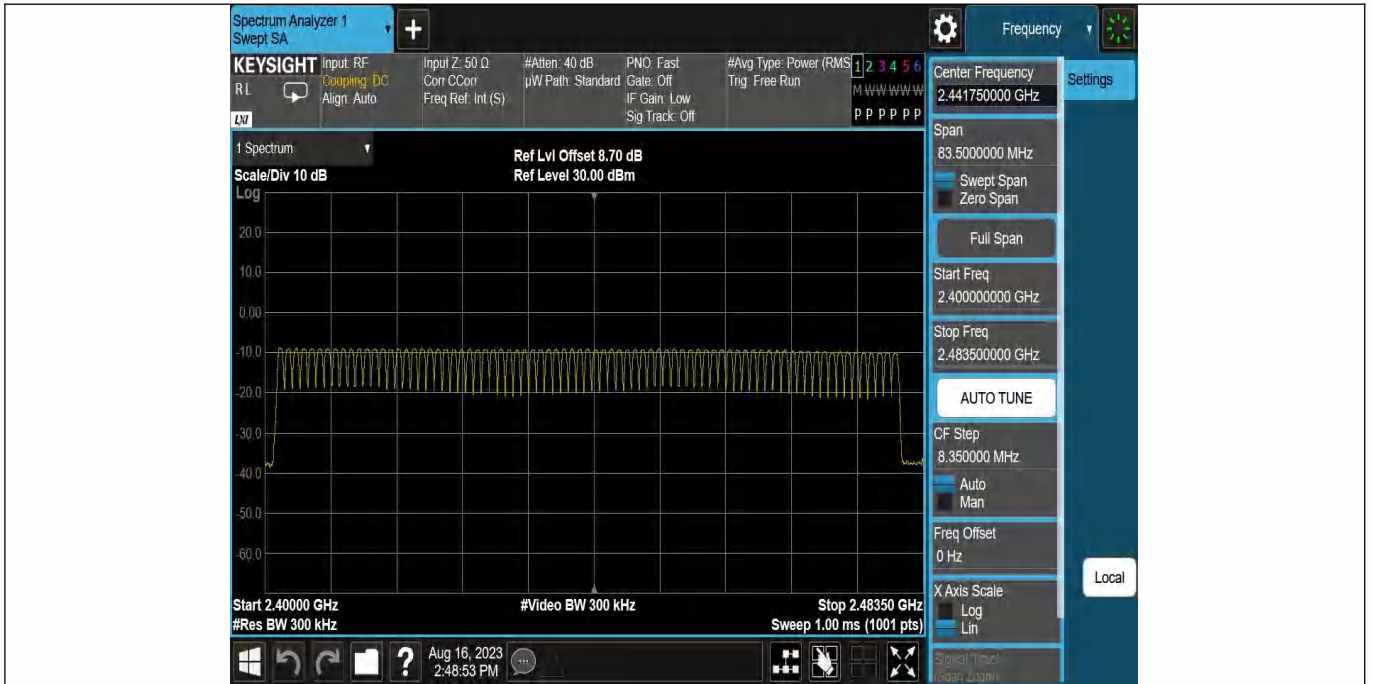 Spectrum Analyzer 1
Swept SA
+
Frequency
KEYSIGHT
RL
LXI
Input: RF
Coupling: DC
Align: Auto
Input Z: 50 Ω
Corr CCorr
Freq Ref: Int (S)
#Atten: 40 dB
µW Path: Standard
PNO: Fast
Gate: Off
IF Gain: Low
Sig Track: Off
#Avg Type: Power (RMS
Trig: Free Run
1 2 3 4 5 6
M W W W W W
P P P P P P
1 Spectrum
Scale/Div 10 dB
Ref Lvl Offset 8.70 dB
Ref Level 30.00 dBm
Log
20.0
10.0
0.00
-10.0
-20.0
-30.0
-40.0
-50.0
-60.0
Start 2.40000 GHz
#Video BW 300 kHz
Stop 2.48350 GHz
#Res BW 300 kHz
Sweep 1.00 ms (1001 pts)
Aug 16, 2023
2:48:53 PM
?
Center Frequency
2.441750000 GHz
Settings
Span
83.5000000 MHz
Swept Span
Zero Span
Full Span
Start Freq
2.400000000 GHz
Stop Freq
2.483500000 GHz
AUTO TUNE
CF Step
8.350000 MHz
Auto
Man
Freq Offset
0 Hz
X Axis Scale
Log
Lin
Local
Signal Track
(Span Zoom)